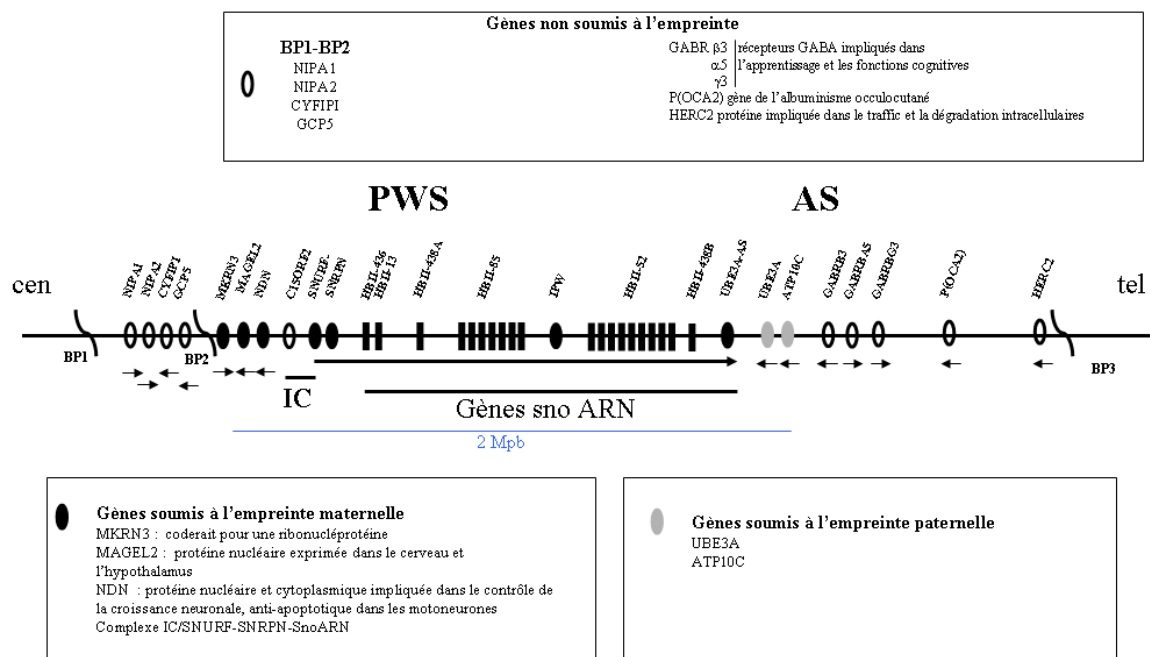 Gènes non soumis à l'empreinte
BP1-BP2
NIPA1
NIPA2
CYFIPI
GCP5
GABR β3 récepteurs GABA impliqués dans
α5 l'apprentissage et les fonctions cognitives
γ3
P(OCA2) gène de l'albuminisme occulocutané
HERC2 protéine impliquée dans le traffic et la dégradation intracellulaires
PWS
AS
cen
NIPA1
NIPA2
CYFIP1
GCP5
MKRN3
MAGEL2
NDN
C15ORF2
SNURF-
SNRPN
HBII-436
HBII-13
HBII-438A
HBII-85
IPW
HBII-52
HBII-438B
UBE3A-AS
UBE3A
ATP10C
GABRB3
GABRBA5
GABRBG3
P(OCA2)
HERC2
tel
BP1
BP2
BP3
IC
Gènes sno ARN
2 Mpb
Gènes soumis à l'empreinte maternelle
MKRN3 : coderait pour une ribonucléprotéine
MAGEL2 : protéine nucléaire exprimée dans le cerveau et
l'hypothalamus
NDN : protéine nucléaire et cytoplasmique impliquée dans le contrôle de
la croissance neuronale, anti-apoptotique dans les motoneurones
Complexe IC/SNURF-SNRPN-SnoARN
Gènes soumis à l'empreinte paternelle
UBE3A
ATP10C